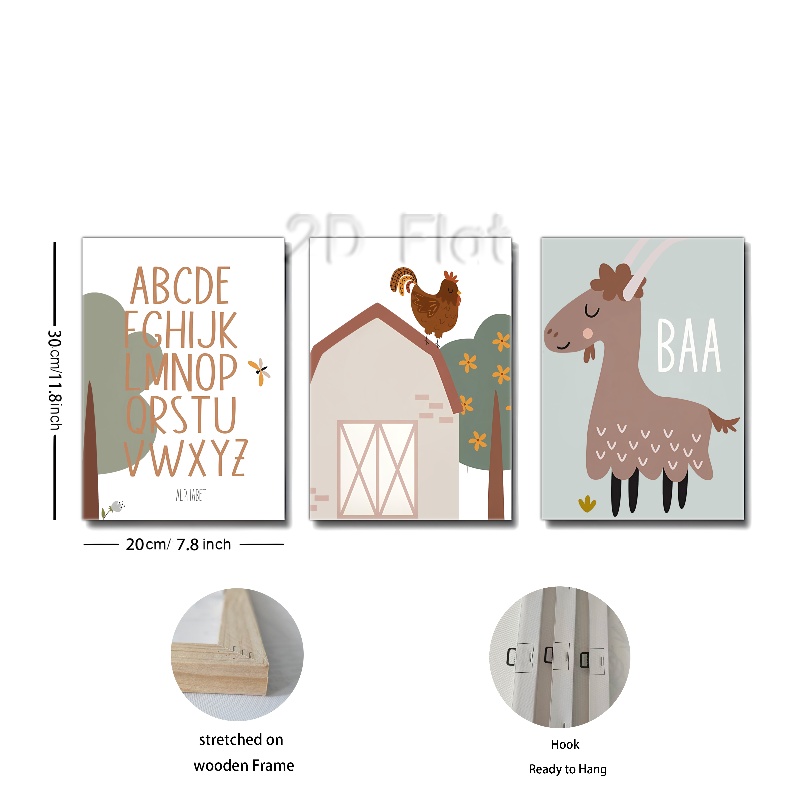 2D Flat
ABCDE
FGHIJK
LMNOP
QRSTU
VWXYZ
BAA
30cm/11.8inch
20cm/ 7.8 inch
stretched on
wooden Frame
Hook
Ready to Hang